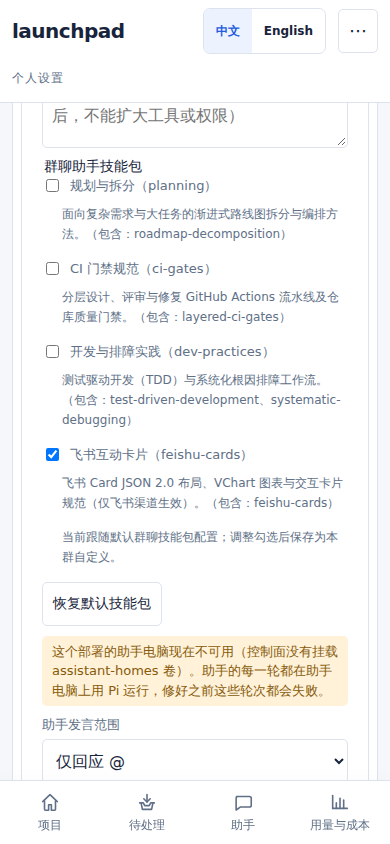 launchpad
中文 English ···
个人设置
后，不能扩大工具或权限）
群聊助手技能包
规划与拆分（planning）
面向复杂需求与大任务的渐进式路线图拆分与编排方
法。（包含：roadmap-decomposition）
CI 门禁规范（ci-gates）
分层设计、评审与修复 GitHub Actions 流水线及仓
库质量门禁。（包含：layered-ci-gates）
开发与排障实践（dev-practices）
测试驱动开发（TDD）与系统化根因排障工作流。
（包含：test-driven-development、systematic-
debugging）
飞书互动卡片（feishu-cards）
飞书 Card JSON 2.0 布局、VChart 图表与交互卡片
规范（仅飞书渠道生效）。（包含：feishu-cards）
当前跟随默认群聊技能包配置；调整勾选后保存为本
群自定义。
恢复默认技能包
这个部署的助手电脑现在不可用（控制面没有挂载
assistant-homes 卷）。助手的每一轮都在助手
电脑上用 Pi 运行，修好之前这些轮次都会失败。
助手发言范围
仅回应 @
项目 待处理 助手 用量与成本